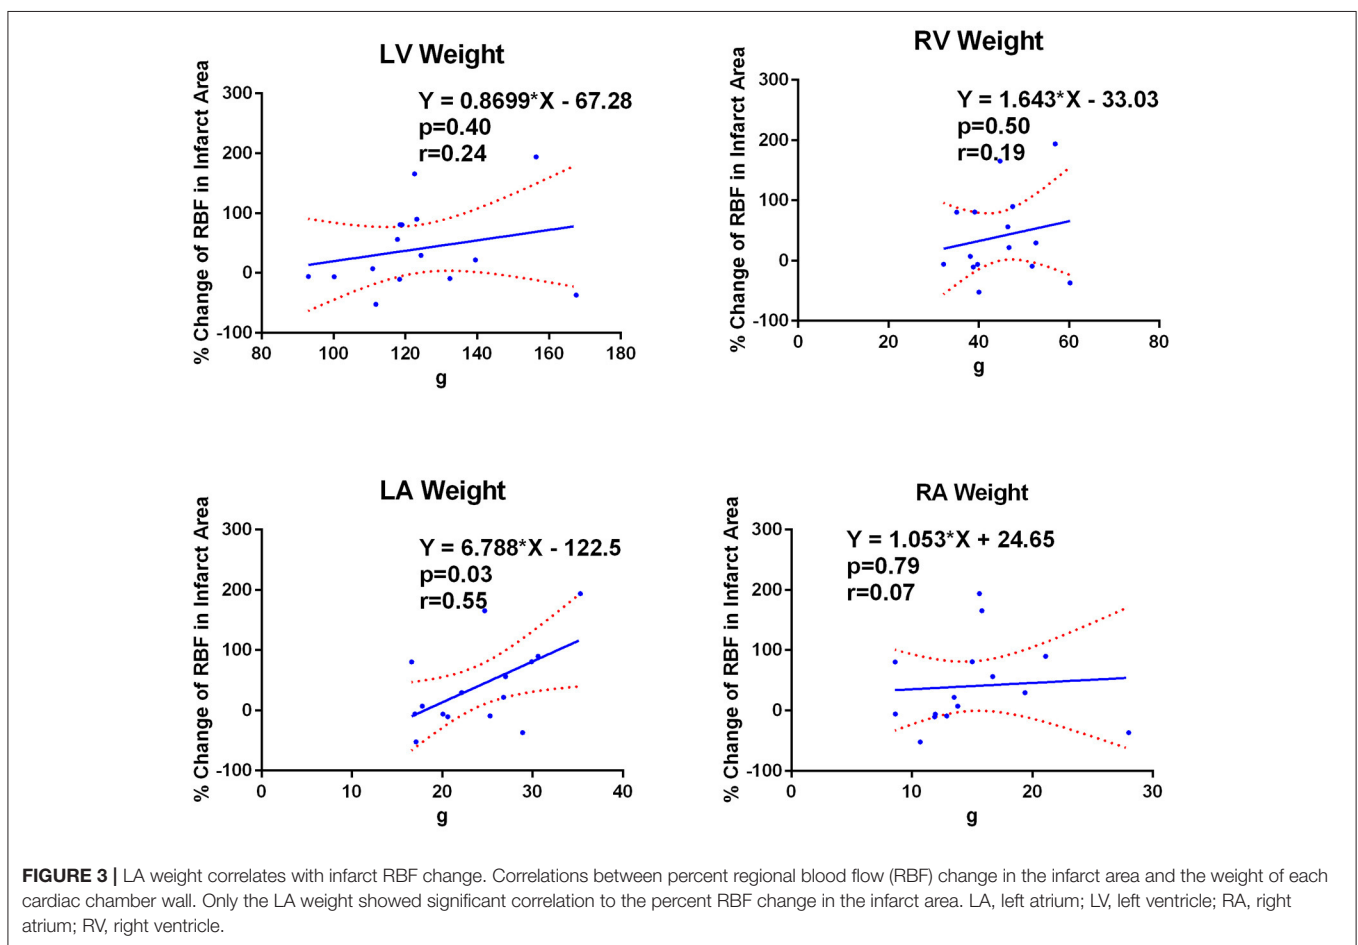 LV Weight
% Change of RBF in Infarct Area
300
200
100
0
-100
80
100
120
140
160
180
g
Y = 0.8699*X - 67.28
p=0.40
r=0.24
RV Weight
% Change of RBF in Infarct Area
300
200
100
0
-100
0
20
40
60
80
g
Y = 1.643*X - 33.03
p=0.50
r=0.19
LA Weight
% Change of RBF in Infarct Area
300
200
100
0
-100
0
10
20
30
40
g
Y = 6.788*X - 122.5
p=0.03
r=0.55
RA Weight
% Change of RBF in Infarct Area
300
200
100
0
-100
0
10
20
30
g
Y = 1.053*X + 24.65
p=0.79
r=0.07
FIGURE 3 | LA weight correlates with infarct RBF change. Correlations between percent regional blood flow (RBF) change in the infarct area and the weight of each
cardiac chamber wall. Only the LA weight showed significant correlation to the percent RBF change in the infarct area. LA, left atrium; LV, left ventricle; RA, right
atrium; RV, right ventricle.